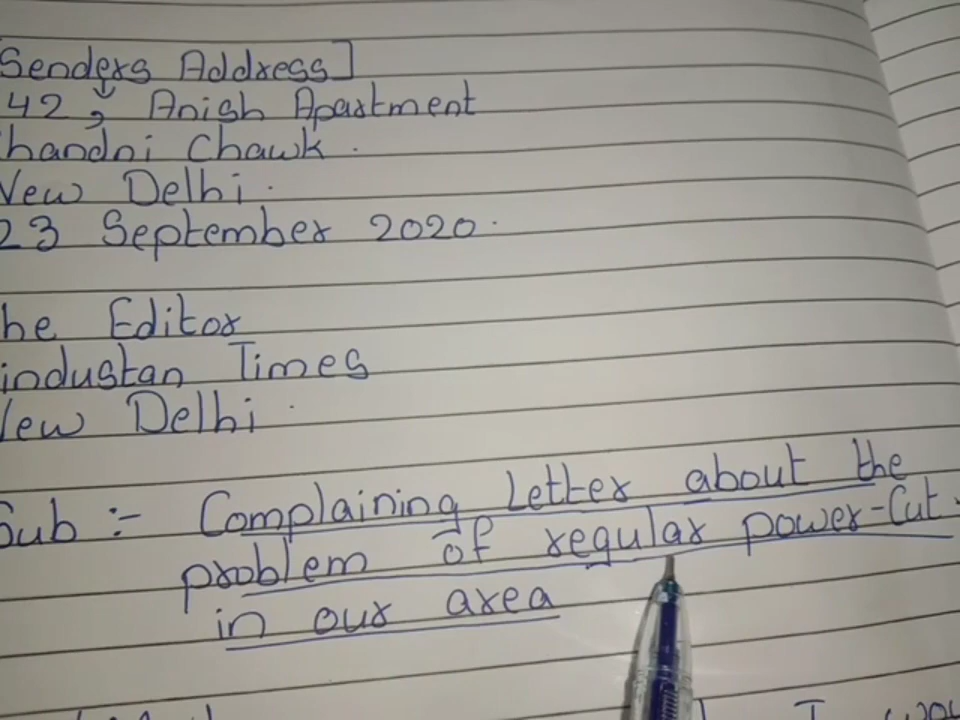 Senders Address]
42, Anish Apartment
handni Chawk.
New Delhi.
23 September 2020.
he Editor
industan Times
New Delhi.
Sub :- Complaining Letter about the
problem of regular power-Cut.
in our area